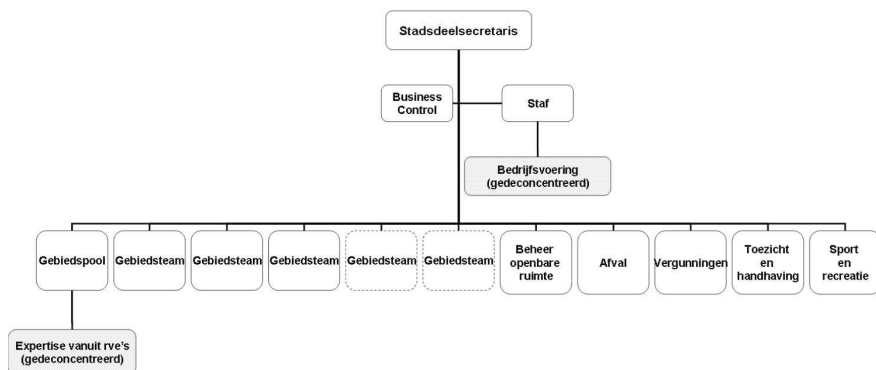 Stadsdeelsecretaris
Business
Control
Staf
Bedrijfsvoering
(gedeconcentreerd)
Gebiedspool
Gebiedsteam
Gebiedsteam
Gebiedsteam
Gebiedsteam
Gebiedsteam
Beheer
openbare
ruimte
Afval
Vergunningen
Toezicht
en
handhaving
Sport
en
recreatie
Expertise vanuit rve's
(gedeconcentreerd)